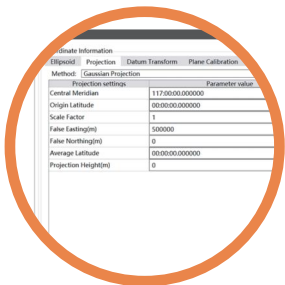 ordinate Information
Ellipsoid Projection Datum Transform Plane Calibration
Method: Gaussian Projection
Projection settings Parameter value
Central Meridian 117:00:00.000000
Origin Latitude 00:00:00.000000
Scale Factor 1
False Easting(m) 500000
False Northing(m) 0
Average Latitude 00:00:00.000000
Projection Height(m) 0